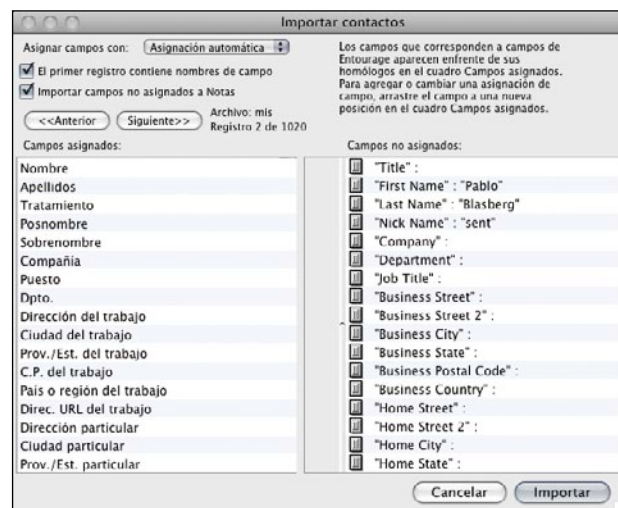 Importar contactos
Asignar campos con: Asignación automática
El primer registro contiene nombres de campo
Importar campos no asignados a Notas
<<Anterior
Siguiente>>
Archivo: mis
Registro 2 de 1020
Los campos que corresponden a campos de
Entourage aparecen enfrente de sus
homólogos en el cuadro Campos asignados.
Para agregar o cambiar una asignación de
campo, arrastre el campo a una nueva
posición en el cuadro Campos asignados.
Campos asignados:
Nombre
Apellidos
Tratamiento
Posnombre
Sobrenombre
Compañía
Puesto
Dpto.
Dirección del trabajo
Ciudad del trabajo
Prov./Est. del trabajo
C.P. del trabajo
País o región del trabajo
Direc. URL del trabajo
Dirección particular
Ciudad particular
Prov./Est. particular
Campos no asignados:
"Title" :
"First Name" : "Pablo"
"Last Name" : "Blasberg"
"Nick Name" : "sent"
"Company" :
"Department" :
"Job Title" :
"Business Street" :
"Business Street 2" :
"Business City" :
"Business State" :
"Business Postal Code" :
"Business Country" :
"Home Street" :
"Home Street 2" :
"Home City" :
"Home State" :
Cancelar
Importar